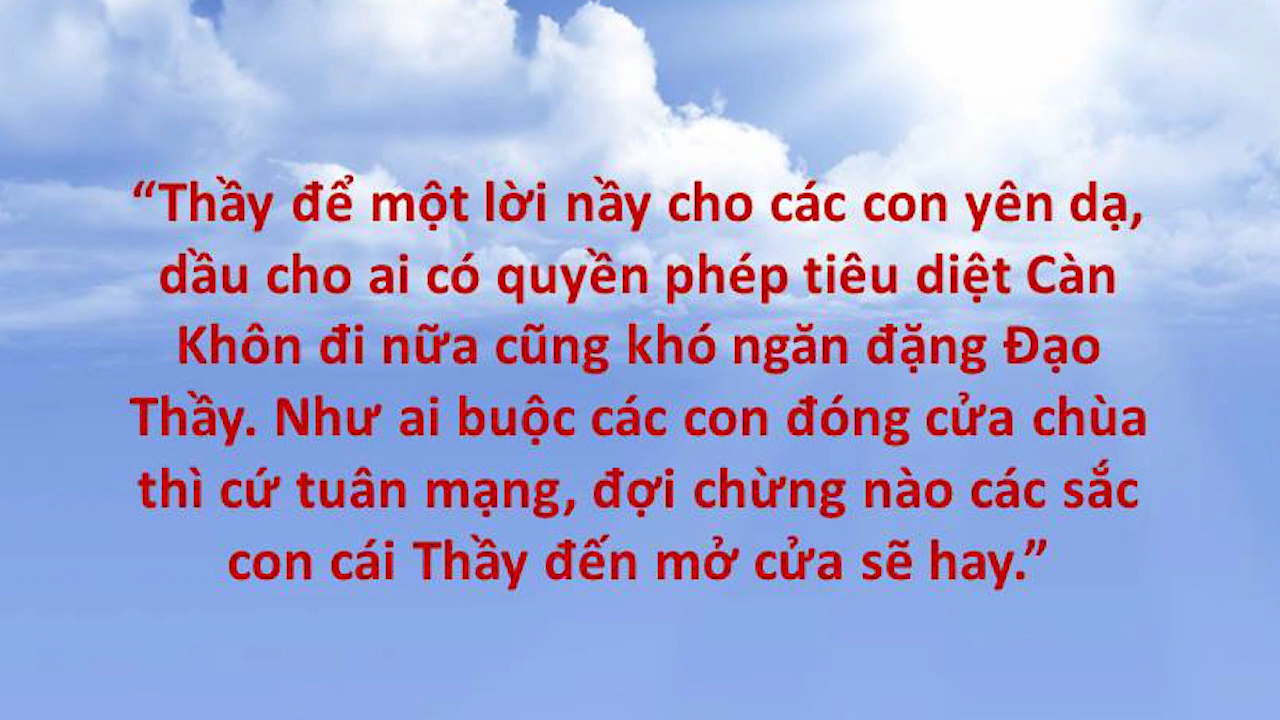 “Thầy để một lời nầy cho các con yên dạ,
dầu cho ai có quyền phép tiêu diệt Càn
Khôn đi nữa cũng khó ngăn đặng Đạo
Thầy. Như ai buộc các con đóng cửa chùa
thì cứ tuân mạng, đợi chừng nào các sắc
con cái Thầy đến mở cửa sẽ hay.”